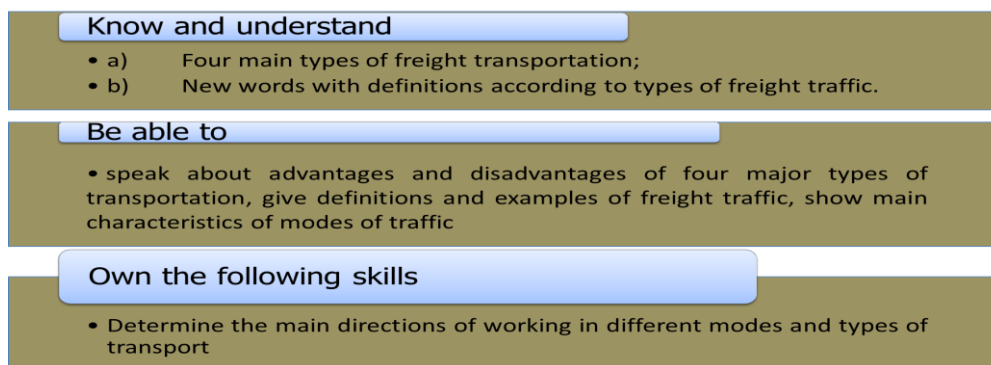 Know and understand
• a) Four main types of freight transportation;
• b) New words with definitions according to types of freight traffic.
Be able to
• speak about advantages and disadvantages of four major types of
transportation, give definitions and examples of freight traffic, show main
characteristics of modes of traffic
Own the following skills
• Determine the main directions of working in different modes and types of
transport